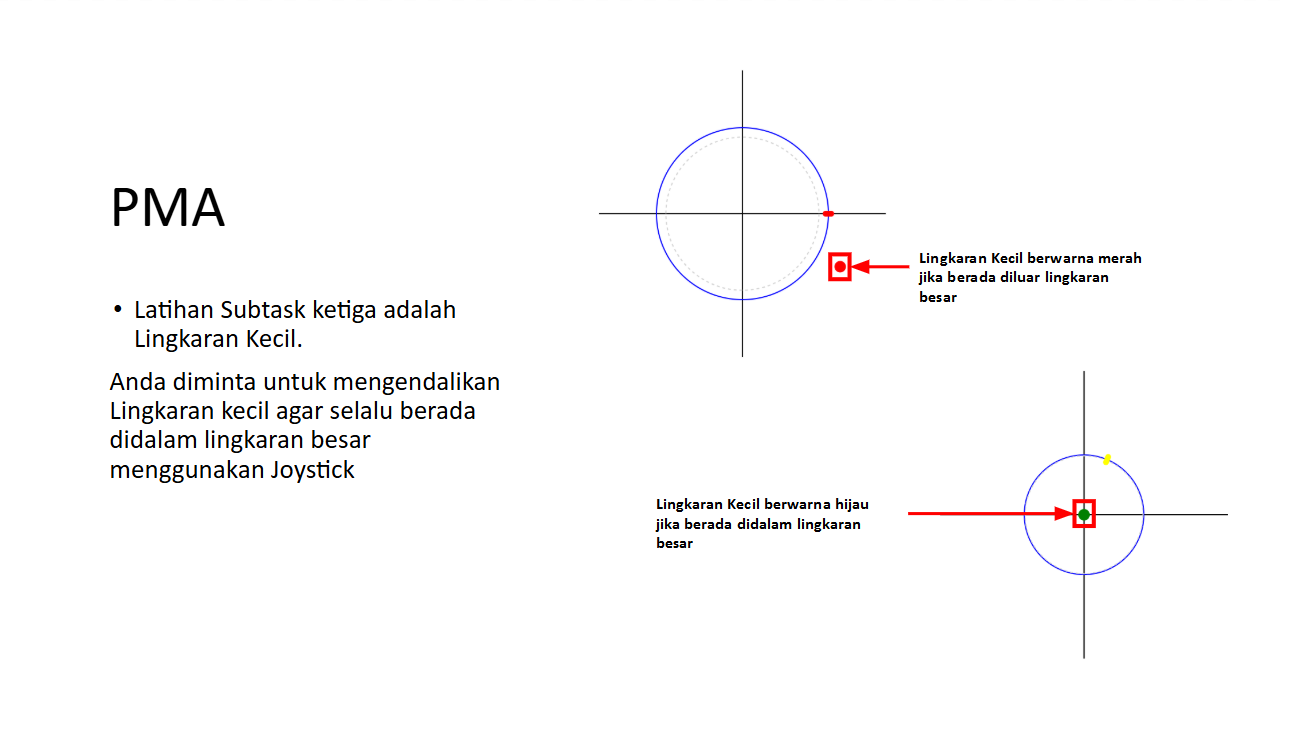 PMA
• Latihan Subtask ketiga adalah
Lingkaran Kecil.
Anda diminta untuk mengendalikan
Lingkaran kecil agar selalu berada
didalam lingkaran besar
menggunakan Joystick
Lingkaran Kecil berwarna merah
jika berada diluar lingkaran
besar
Lingkaran Kecil berwarna hijau
jika berada didalam lingkaran
besar